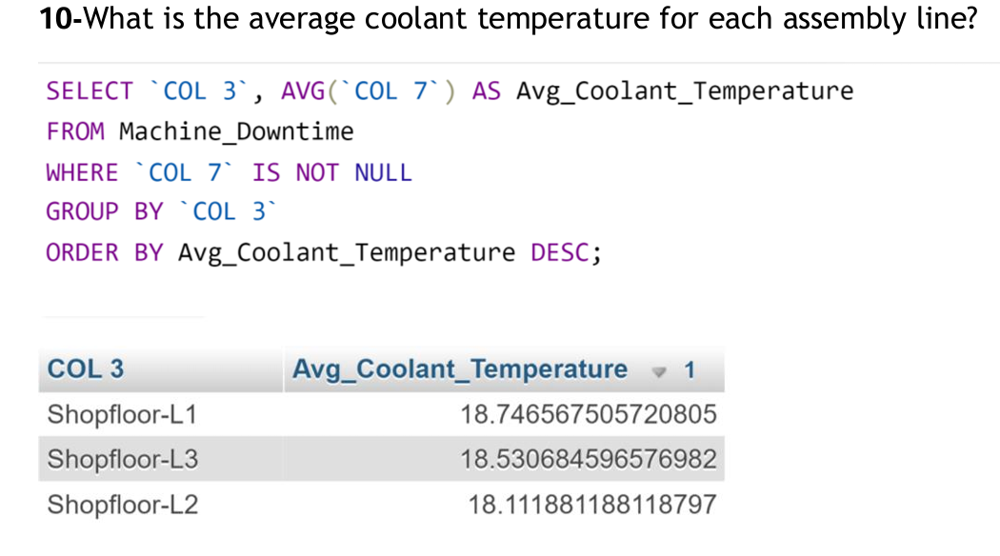 10-What is the average coolant temperature for each assembly line?
SELECT `COL 3`, AVG(`COL 7`) AS Avg_Coolant_Temperature
FROM Machine_Downtime
WHERE `COL 7` IS NOT NULL
GROUP BY `COL 3`
ORDER BY Avg_Coolant_Temperature DESC;
COL 3 Avg_Coolant_Temperature 1
Shopfloor-L1 18.746567505720805
Shopfloor-L3 18.530684596576982
Shopfloor-L2 18.111881188118797